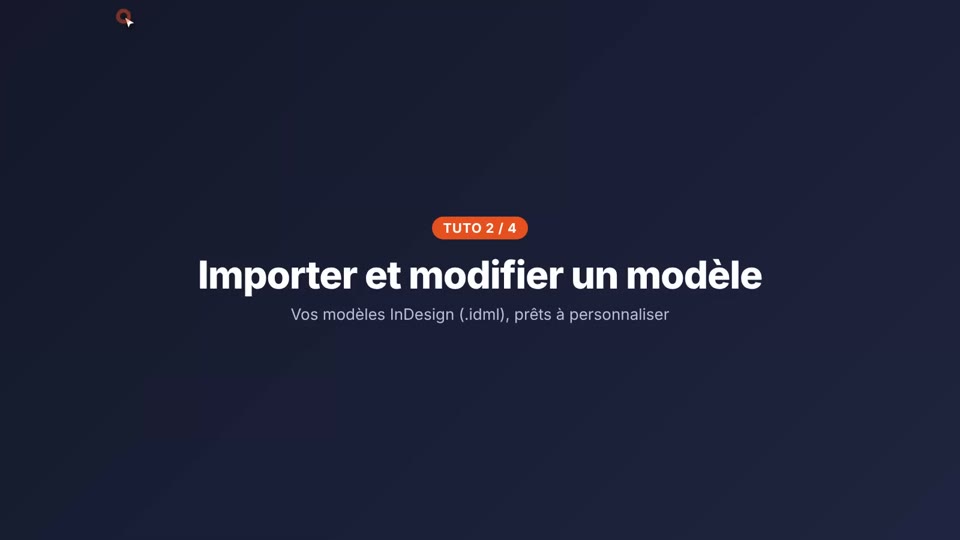 TUTO 2 / 4
Importer et modifier un modèle
Vos modèles InDesign (.idml), prêts à personnaliser